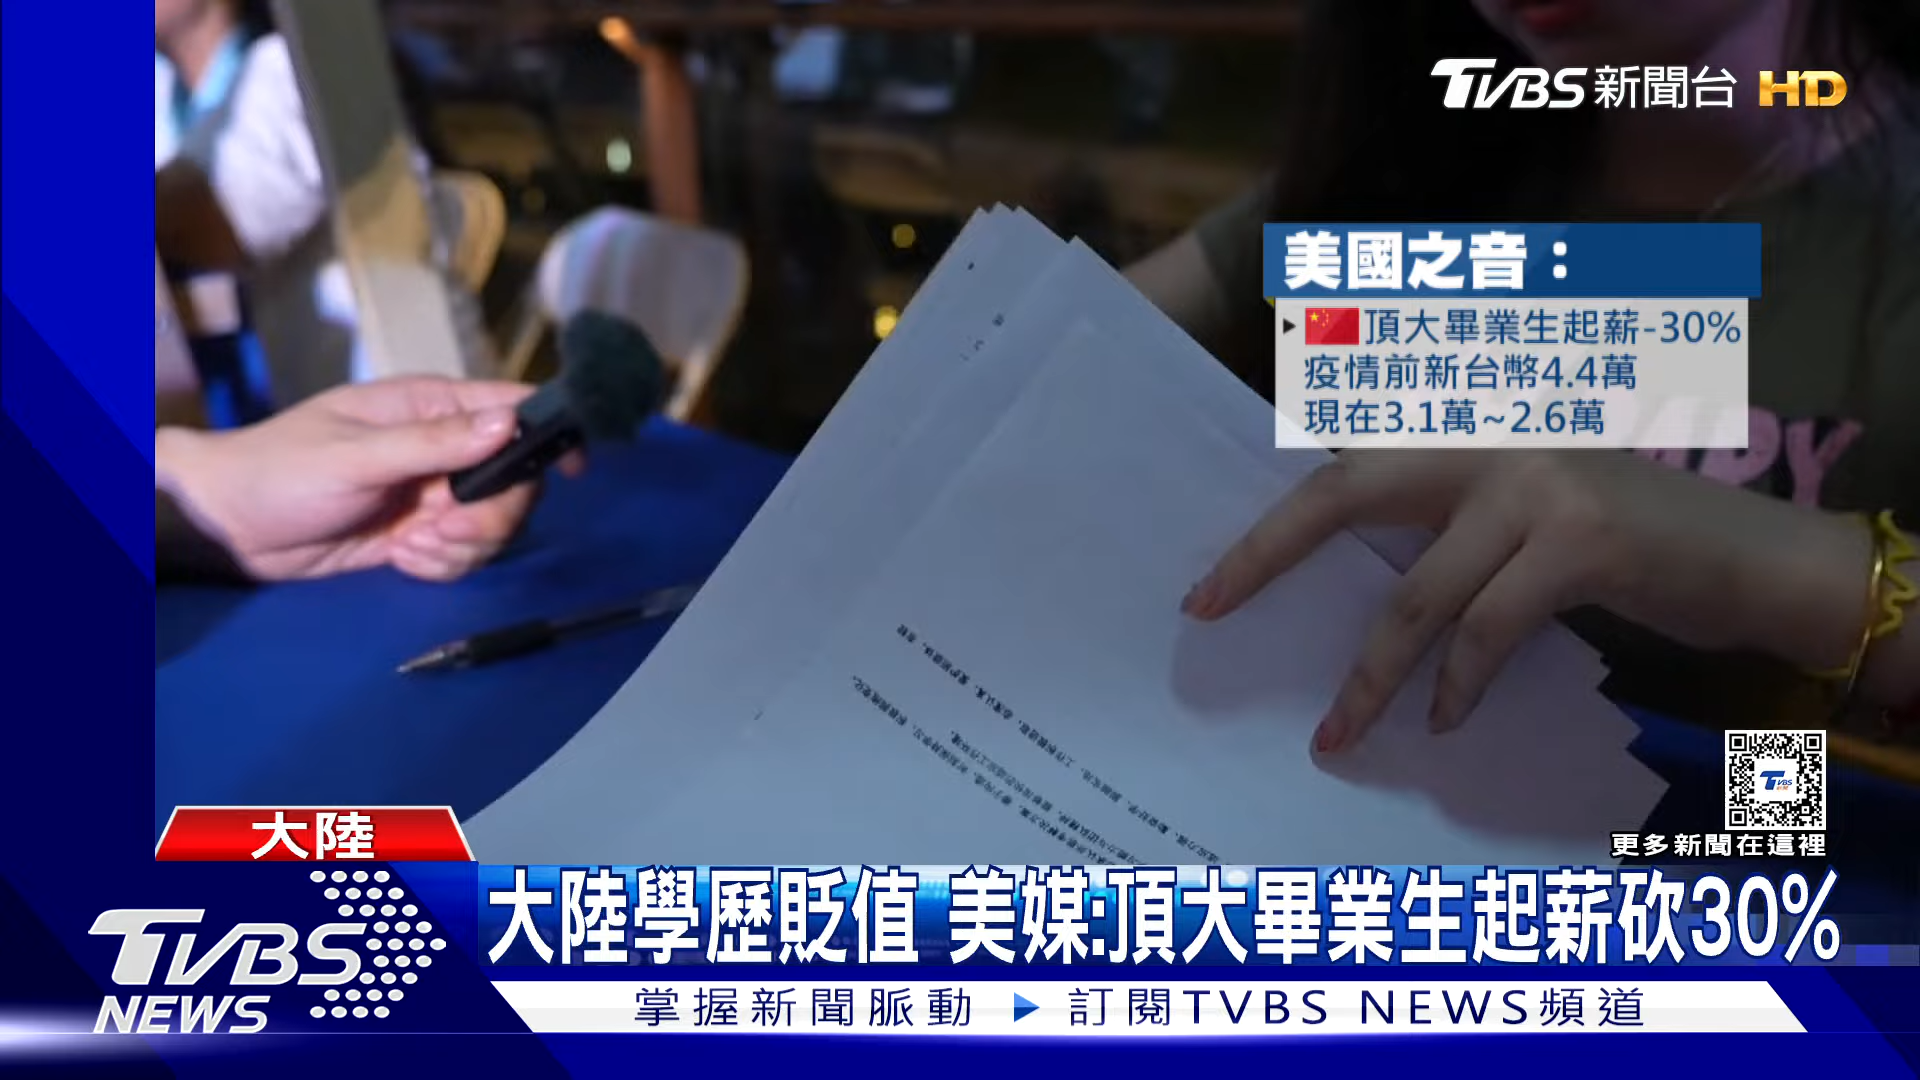 TVBS新聞台 HD
美國之音：
頂大畢業生起薪-30%
疫情前新台幣4.4萬
現在3.1萬~2.6萬
TVBS
更多新聞在這裡
大陸
大陸學歷貶值 美媒:頂大畢業生起薪砍30%
TVBS NEWS
掌握新聞脈動 ▶ 訂閱TVBS NEWS頻道